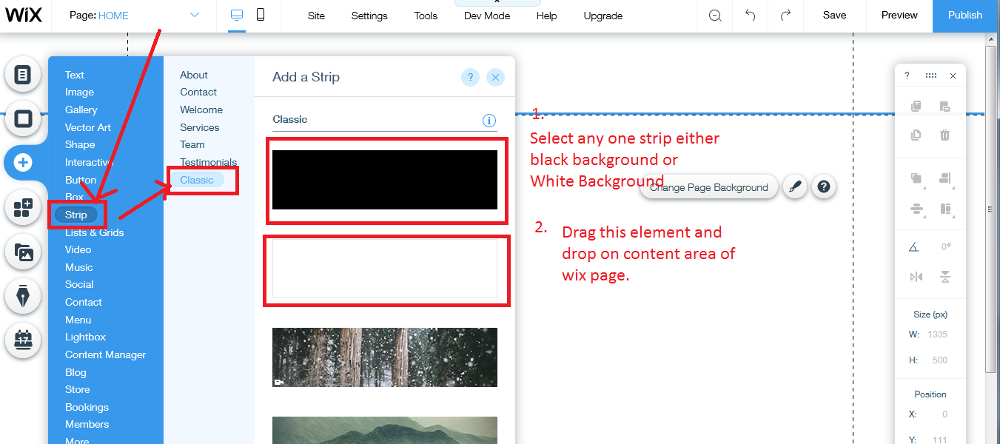 WiX
Page: HOME
Site
Settings
Tools
Dev Mode
Help
Upgrade
Save
Preview
Publish
Text
Image
Gallery
Vector Art
Shape
Interactive
Button
Box
Strip
Lists & Grids
Video
Music
Social
Contact
Menu
Lightbox
Content Manager
Blog
Store
Bookings
Members
More
17
About
Contact
Welcome
Services
Team
Testimonials
Classic
Add a Strip
?
Classic
i
1.
Select any one strip either
black background or
White Background
Change Page Background
?
2.
Drag this element and
drop on content area of
wix page.
?
0°
Size (px)
W: 1335
H: 500
Position
X: 0
Y: 111